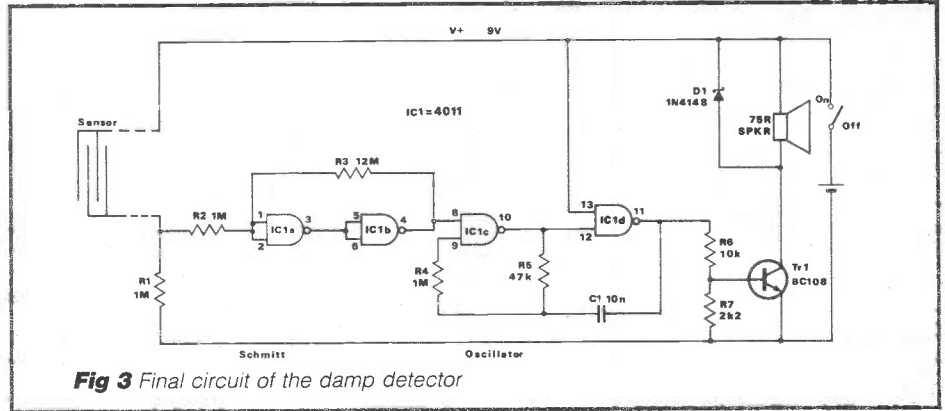 V+ 9V
D1
1N4148
75R
SPKR
On
Off
IC1=4011
Sensor
R3 12M
R2 1M
1
2
IC1a
3
5
6
IC1b
4
8
9
IC1c
10
13
12
IC1d
11
R1
1M
R4
1M
R5
47k
C1 10n
R6
10k
R7
2k2
Tr1
BC108
Schmitt
Oscillator
Fig 3 Final circuit of the damp detector